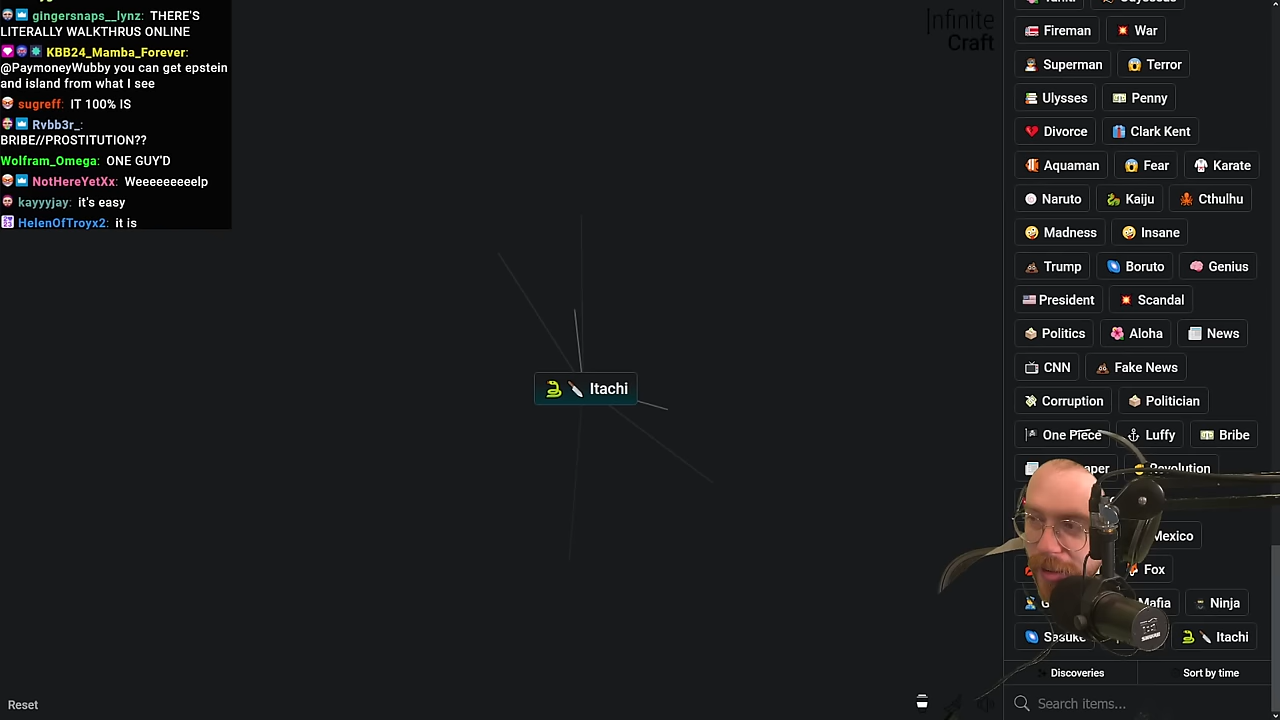 gingersnaps__lynz: THERE'S
LITERALLY WALKTHRUS ONLINE
KBB24_Mamba_Forever:
@PaymoneyWubby you can get epstein
and island from what I see
sugreff: IT 100% IS
Rvbb3r_:
BRIBE//PROSTITUTION??
Wolfram_Omega: ONE GUY'D
NotHereYetXx: Weeeeeeeelp
kayyyjay: it's easy
HelenOfTroyx2: it is
Infinite
Craft
Itachi
Fireman War
Superman Terror
Ulysses Penny
Divorce Clark Kent
Aquaman Fear Karate
Naruto Kaiju Cthulhu
Madness Insane
Trump Boruto Genius
President Scandal
Politics Aloha News
CNN Fake News
Corruption Politician
One Piece Luffy Bribe
Revolution
Mexico
Fox
Mafia Ninja
Sasuke Itachi
Discoveries Sort by time
Search items...
Reset